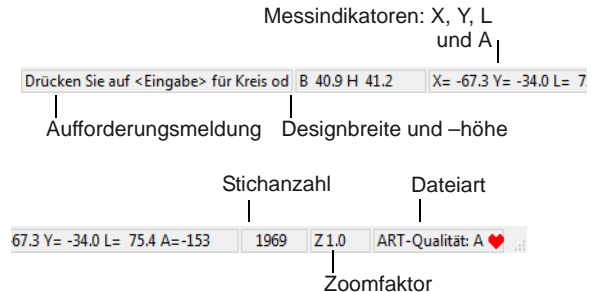 Messindikatoren: X, Y, L
und A
Drücken Sie auf <Eingabe> für Kreis od B 40.9 H 41.2 X= -67.3 Y= -34.0 L= 7
Aufforderungsmeldung Designbreite und –höhe
Stichanzahl Dateiart
67.3 Y= -34.0 L= 75.4 A=-153 1969 Z 1.0 ART-Qualität: A
Zoomfaktor